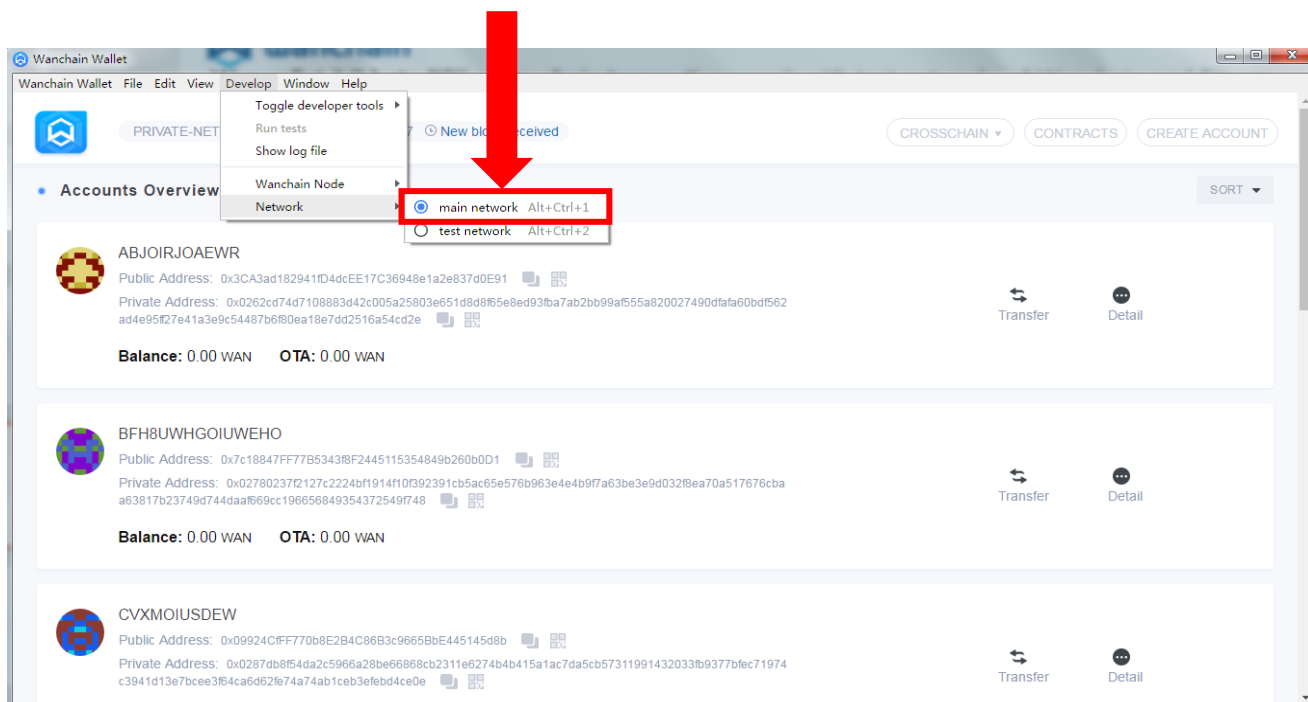 wanchain
Wanchain Wallet
Wanchain Wallet File Edit View Develop Window Help
Toggle developer tools
Run tests
Show log file
Wanchain Node
Network
main network Alt+Ctrl+1
test network Alt+Ctrl+2
PRIVATE-NET 7 New received
CROSSCHAIN CONTRACTS CREATE ACCOUNT
Accounts Overview
SORT
ABJOIRJOAEWR
Public Address: 0x3CA3ad182941fD4dcEE17C36948e1a2e837d0E91
Private Address: 0x0262cd74d7108883d42c005a25803e651d8d8f65e8ed93fba7ab2bb99af555a820027490dfafa60bdf562
ad4e95ff27e41a3e9c54487b6f80ea18e7dd2516a54cd2e
Transfer Detail
Balance: 0.00 WAN OTA: 0.00 WAN
BFH8UWHGOIUWEHO
Public Address: 0x7c18847FF77B5343f8F2445115354849b260b0D1
Private Address: 0x02780237f2127c2224bf1914f10f392391cb5ac65e576b963e4e4b9f7a63be3e9d032f8ea70a517676cba
a63817b23749d744daaf669cc196656849354372549f748
Transfer Detail
Balance: 0.00 WAN OTA: 0.00 WAN
CVXMOIUSDEW
Public Address: 0x09924CfFF770b8E2B4C86B3c9665BbE445145d8b
Private Address: 0x0287db8f54da2c5966a28be66868cb2311e6274b4b415a1ac7da5cb57311991432033fb9377bfec71974
c3941d13e7bcee3f64ca6d62fe74a74ab1ceb3efebd4ce0e
Transfer Detail